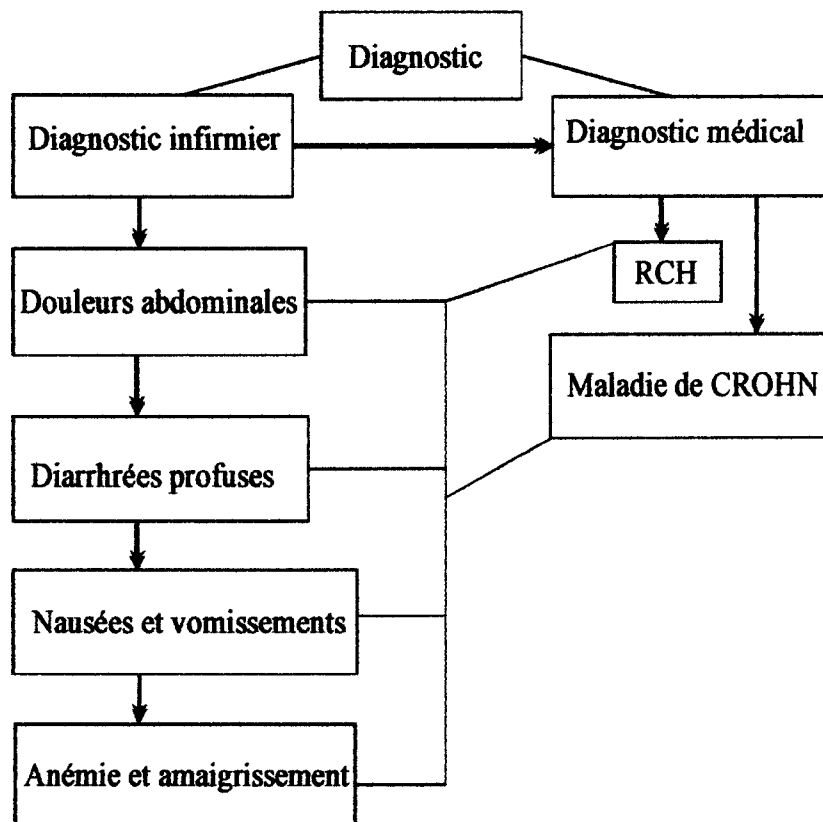 Diagnostic
Diagnostic infirmier
Diagnostic médical
Douleurs abdominales
RCH
Maladie de CROHN
Diarrhrées profuses
Nausées et vomissements
Anémie et amaigrissement